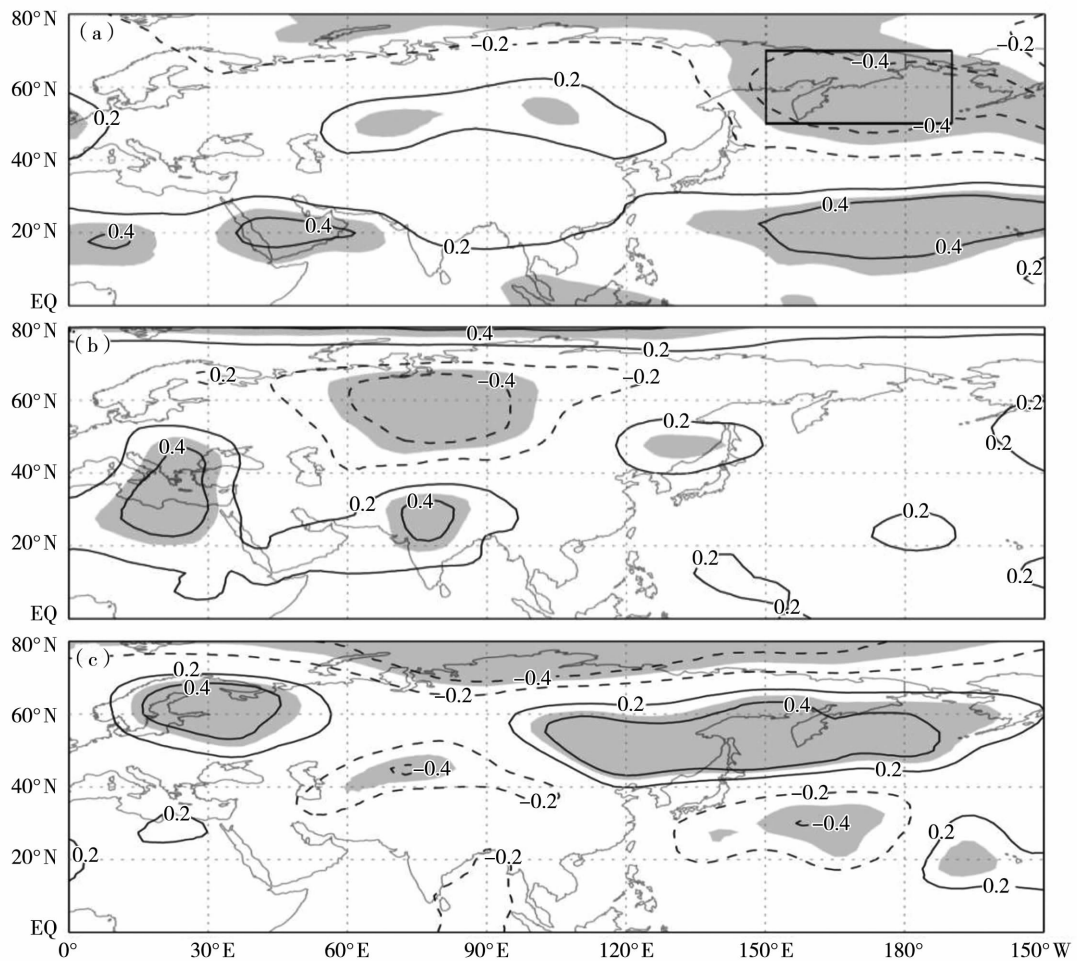 80°N (a) −0.2 −0.4 −0.2
60°N 0.2 0.2 −0.4
40°N
20°N 0.4 0.4 0.2 0.4 0.4 0.2
EQ
80°N (b) 0.4 0.2
60°N 0.2 −0.4 −0.2 0.2
40°N 0.4 0.2 0.2
20°N 0.2 0.4 0.2 0.2 0.2
EQ 0.2
80°N (c) 0.2 −0.4
60°N 0.4 −0.2 0.2 0.4
40°N −0.4 −0.2 −0.2 0.2
20°N 0.2 0.2 −0.2 −0.4 0.2 0.2
EQ
0° 30°E 60°E 90°E 120°E 150°E 180° 150°W